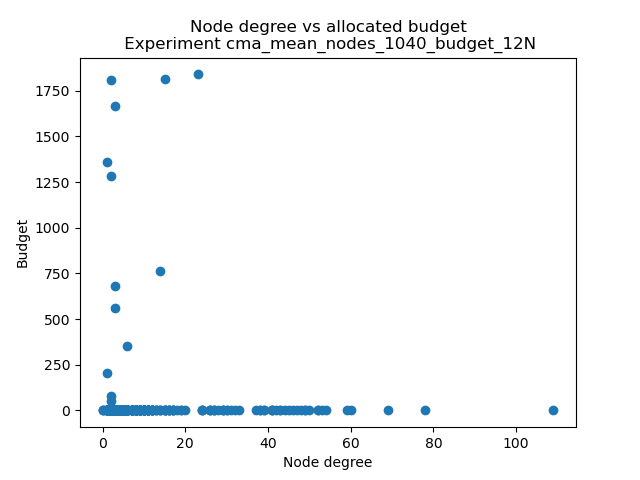 Node degree vs allocated budget
Experiment cma_mean_nodes_1040_budget_12N
1750
1500
1250
1000
750
500
250
0
Budget
0 20 40 60 80 100
Node degree